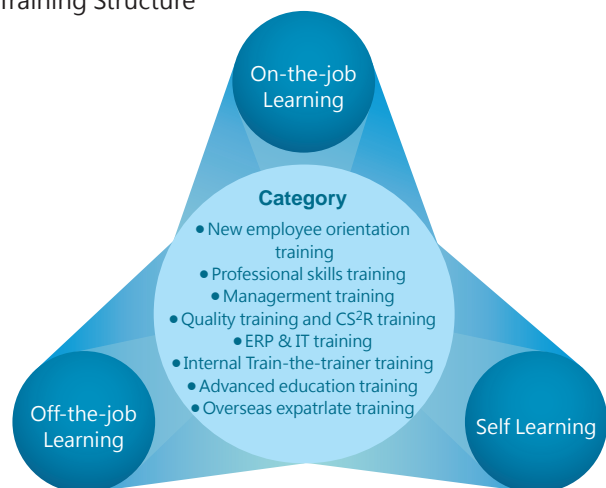 Training Structure
On-the-job
Learning
Category
• New employee orientation
training
• Professional skills training
• Managerment training
• Quality training and CS²R training
• ERP & IT training
• Internal Train-the-trainer training
• Advanced education training
• Overseas expatrlate training
Off-the-job
Learning
Self Learning